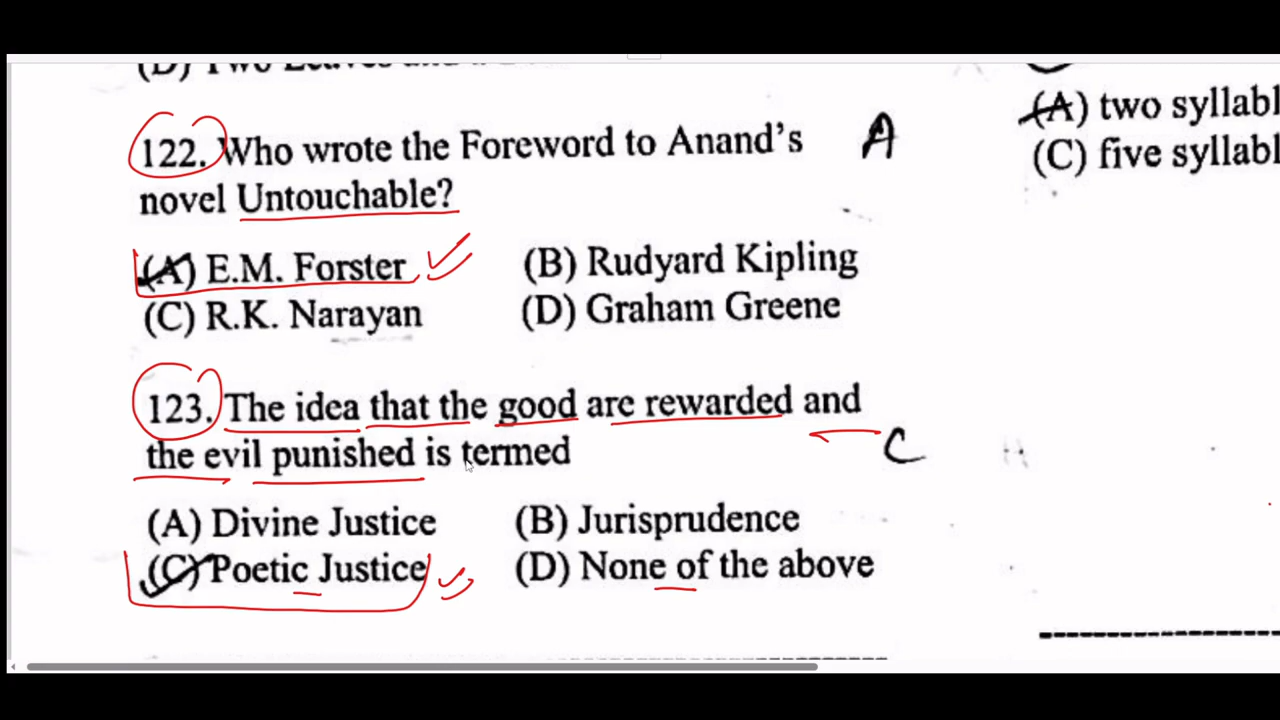 122. Who wrote the Foreword to Anand's
novel Untouchable?
A
(A) E.M. Forster
(B) Rudyard Kipling
(C) R.K. Narayan
(D) Graham Greene
123. The idea that the good are rewarded and
the evil punished is termed
C
(A) Divine Justice
(B) Jurisprudence
(C) Poetic Justice
(D) None of the above
(A) two syllabl
(C) five syllabl